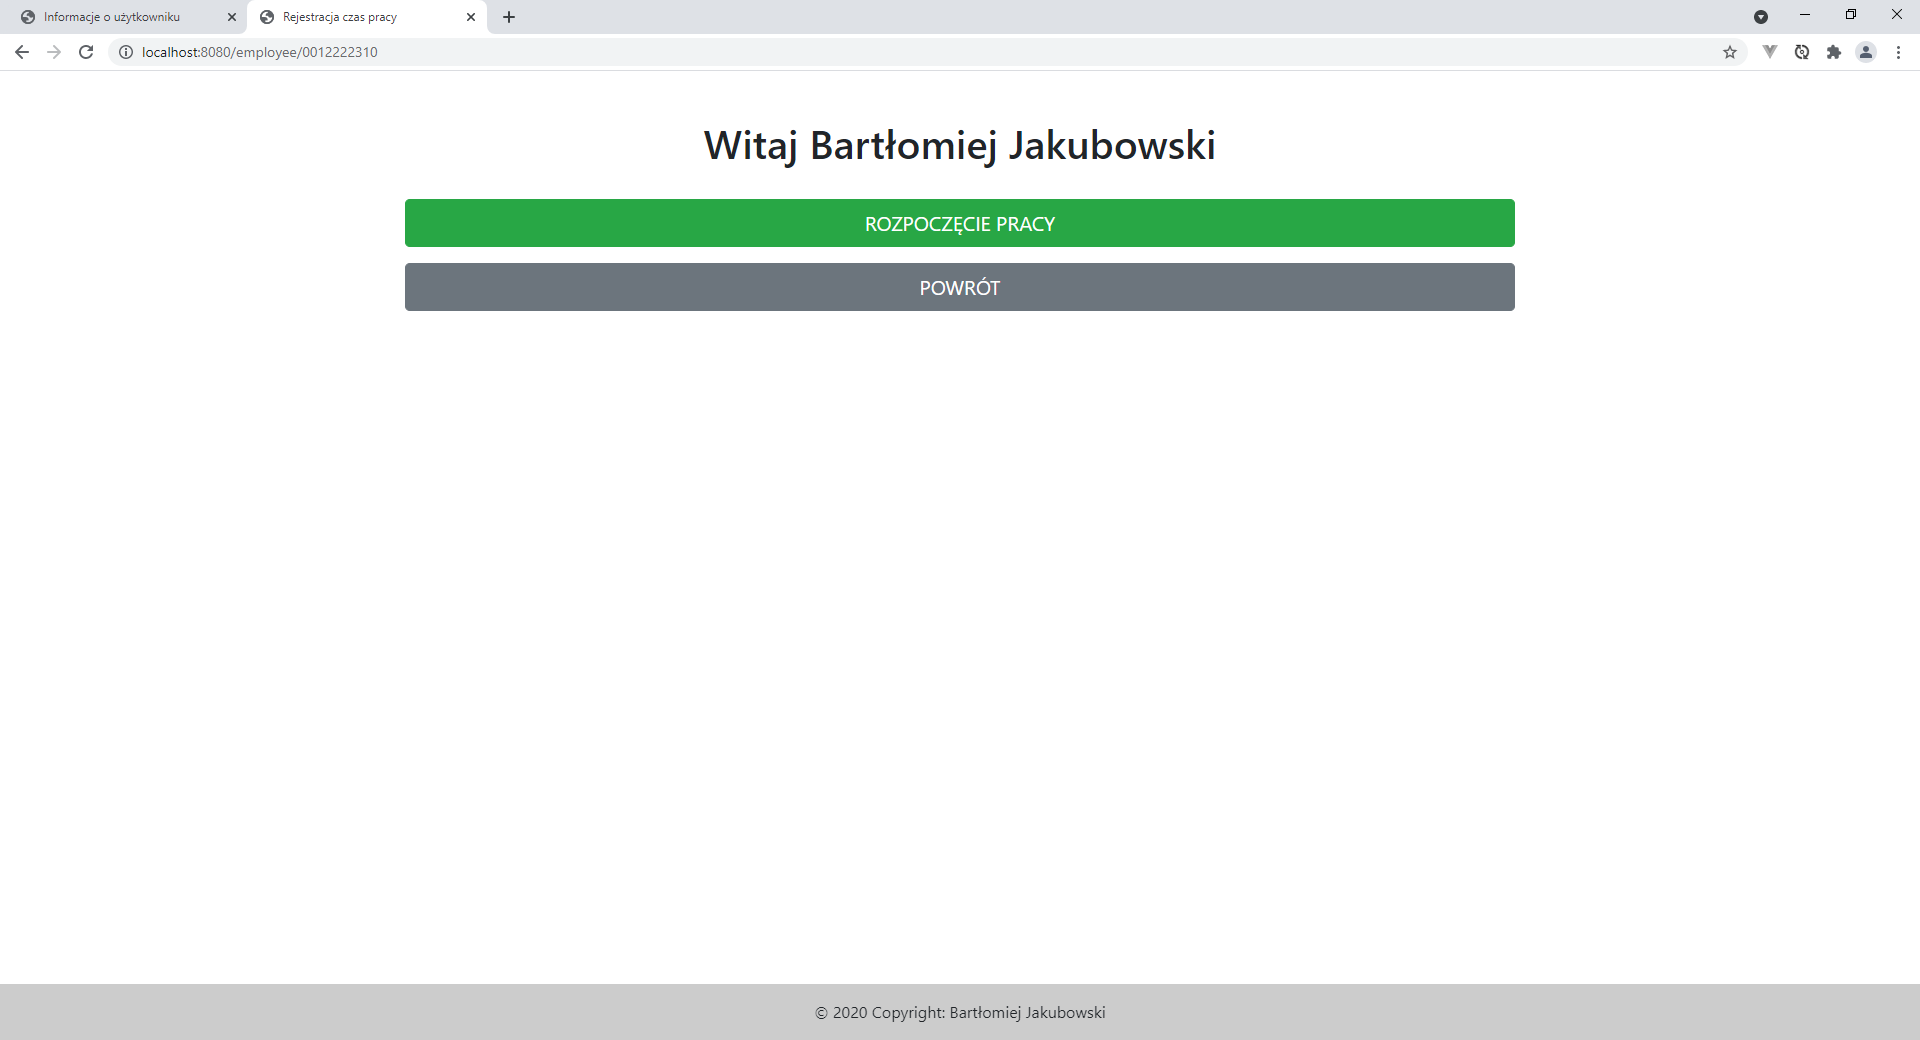 Informacje o użytkowniku
Rejestracja czas pracy
localhost:8080/employee/0012222310
Witaj Bartłomiej Jakubowski
ROZPOCZĘCIE PRACY
POWRÓT
© 2020 Copyright: Bartłomiej Jakubowski